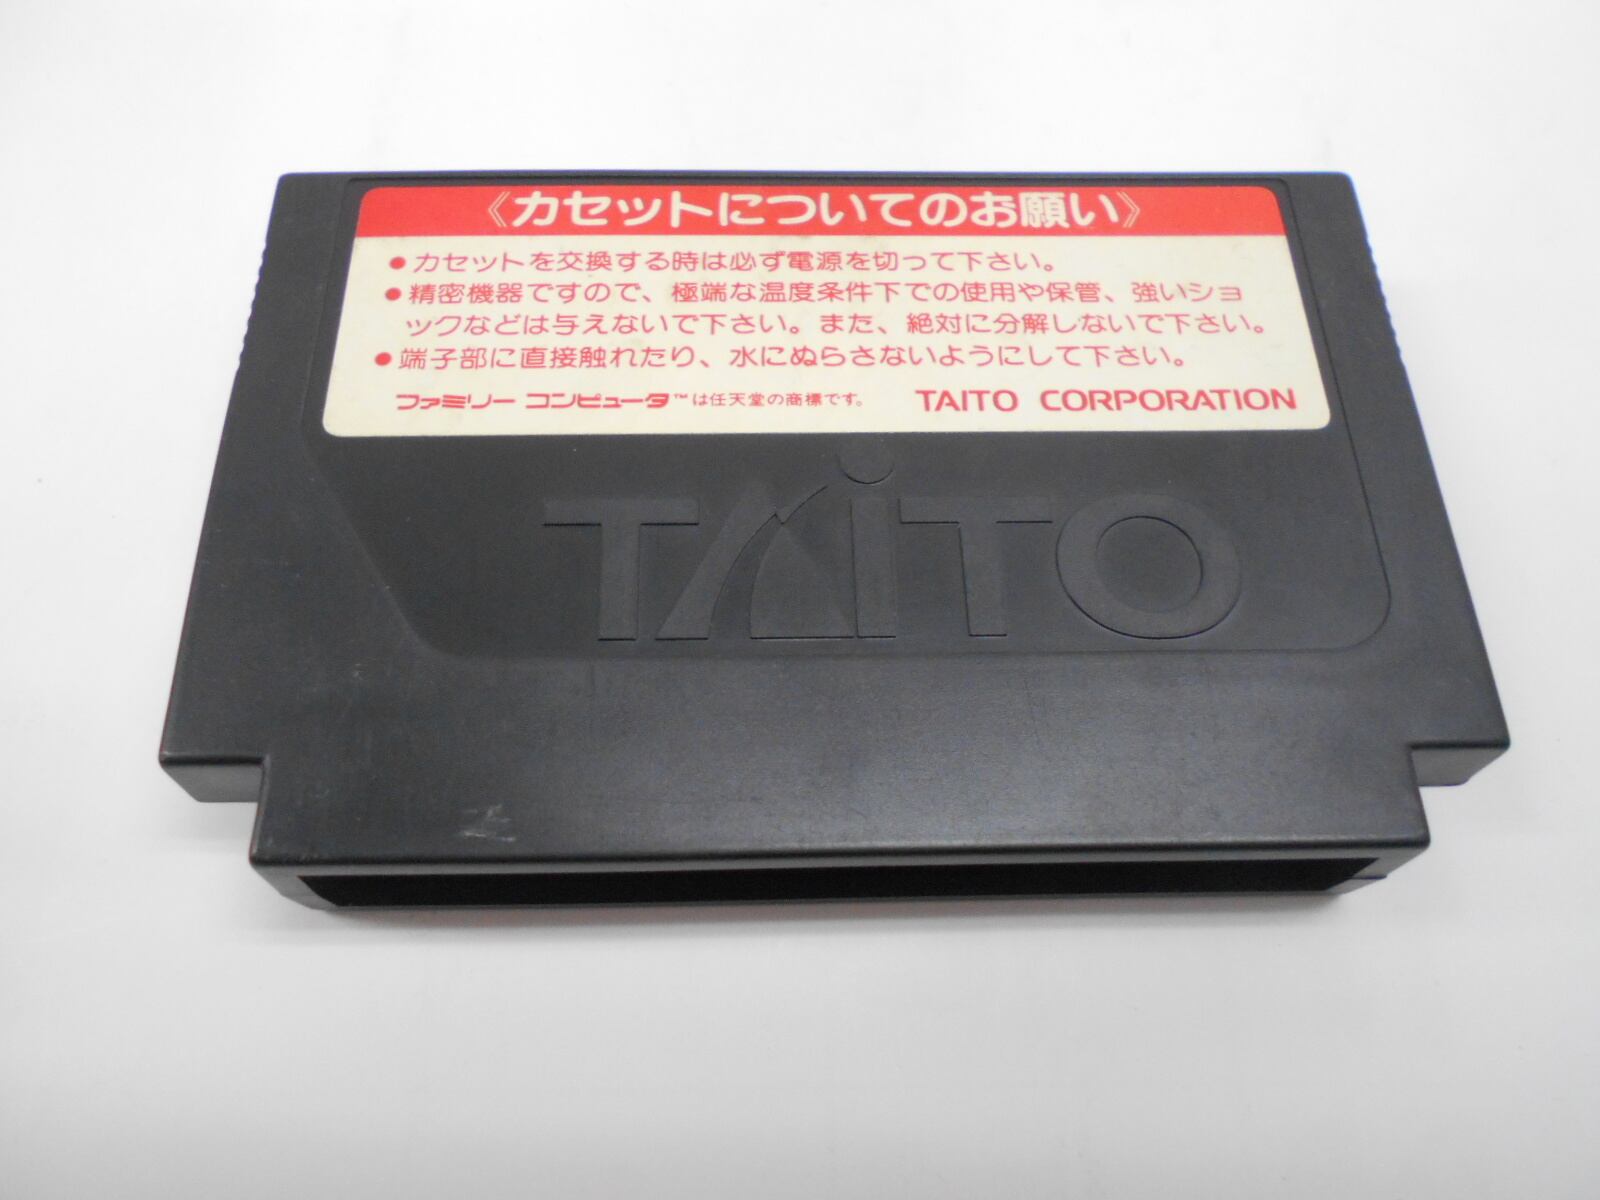 《カセットについてのお願い》
●カセットを交換する時は必ず電源を切って下さい。
●精密機器ですので、極端な温度条件下での使用や保管、強いショ
ックなどは与えないで下さい。また、絶対に分解しないで下さい。
●端子部に直接触れたり、水にぬらさないようにして下さい。
ファミリー コンピュータ™は任天堂の商標です。 TAITO CORPORATION
TAiTO